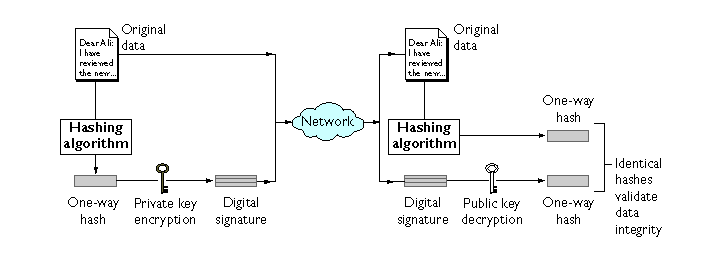 Original
data
Dear Ali:
I have
reviewed
the new...
Hashing
algorithm
One-way
hash
Private key
encryption
Digital
signature
Network
Original
data
Dear Ali:
I have
reviewed
the new...
Hashing
algorithm
One-way
hash
Digital
signature
Public key
decryption
One-way
hash
Identical
hashes
validate
data
integrity